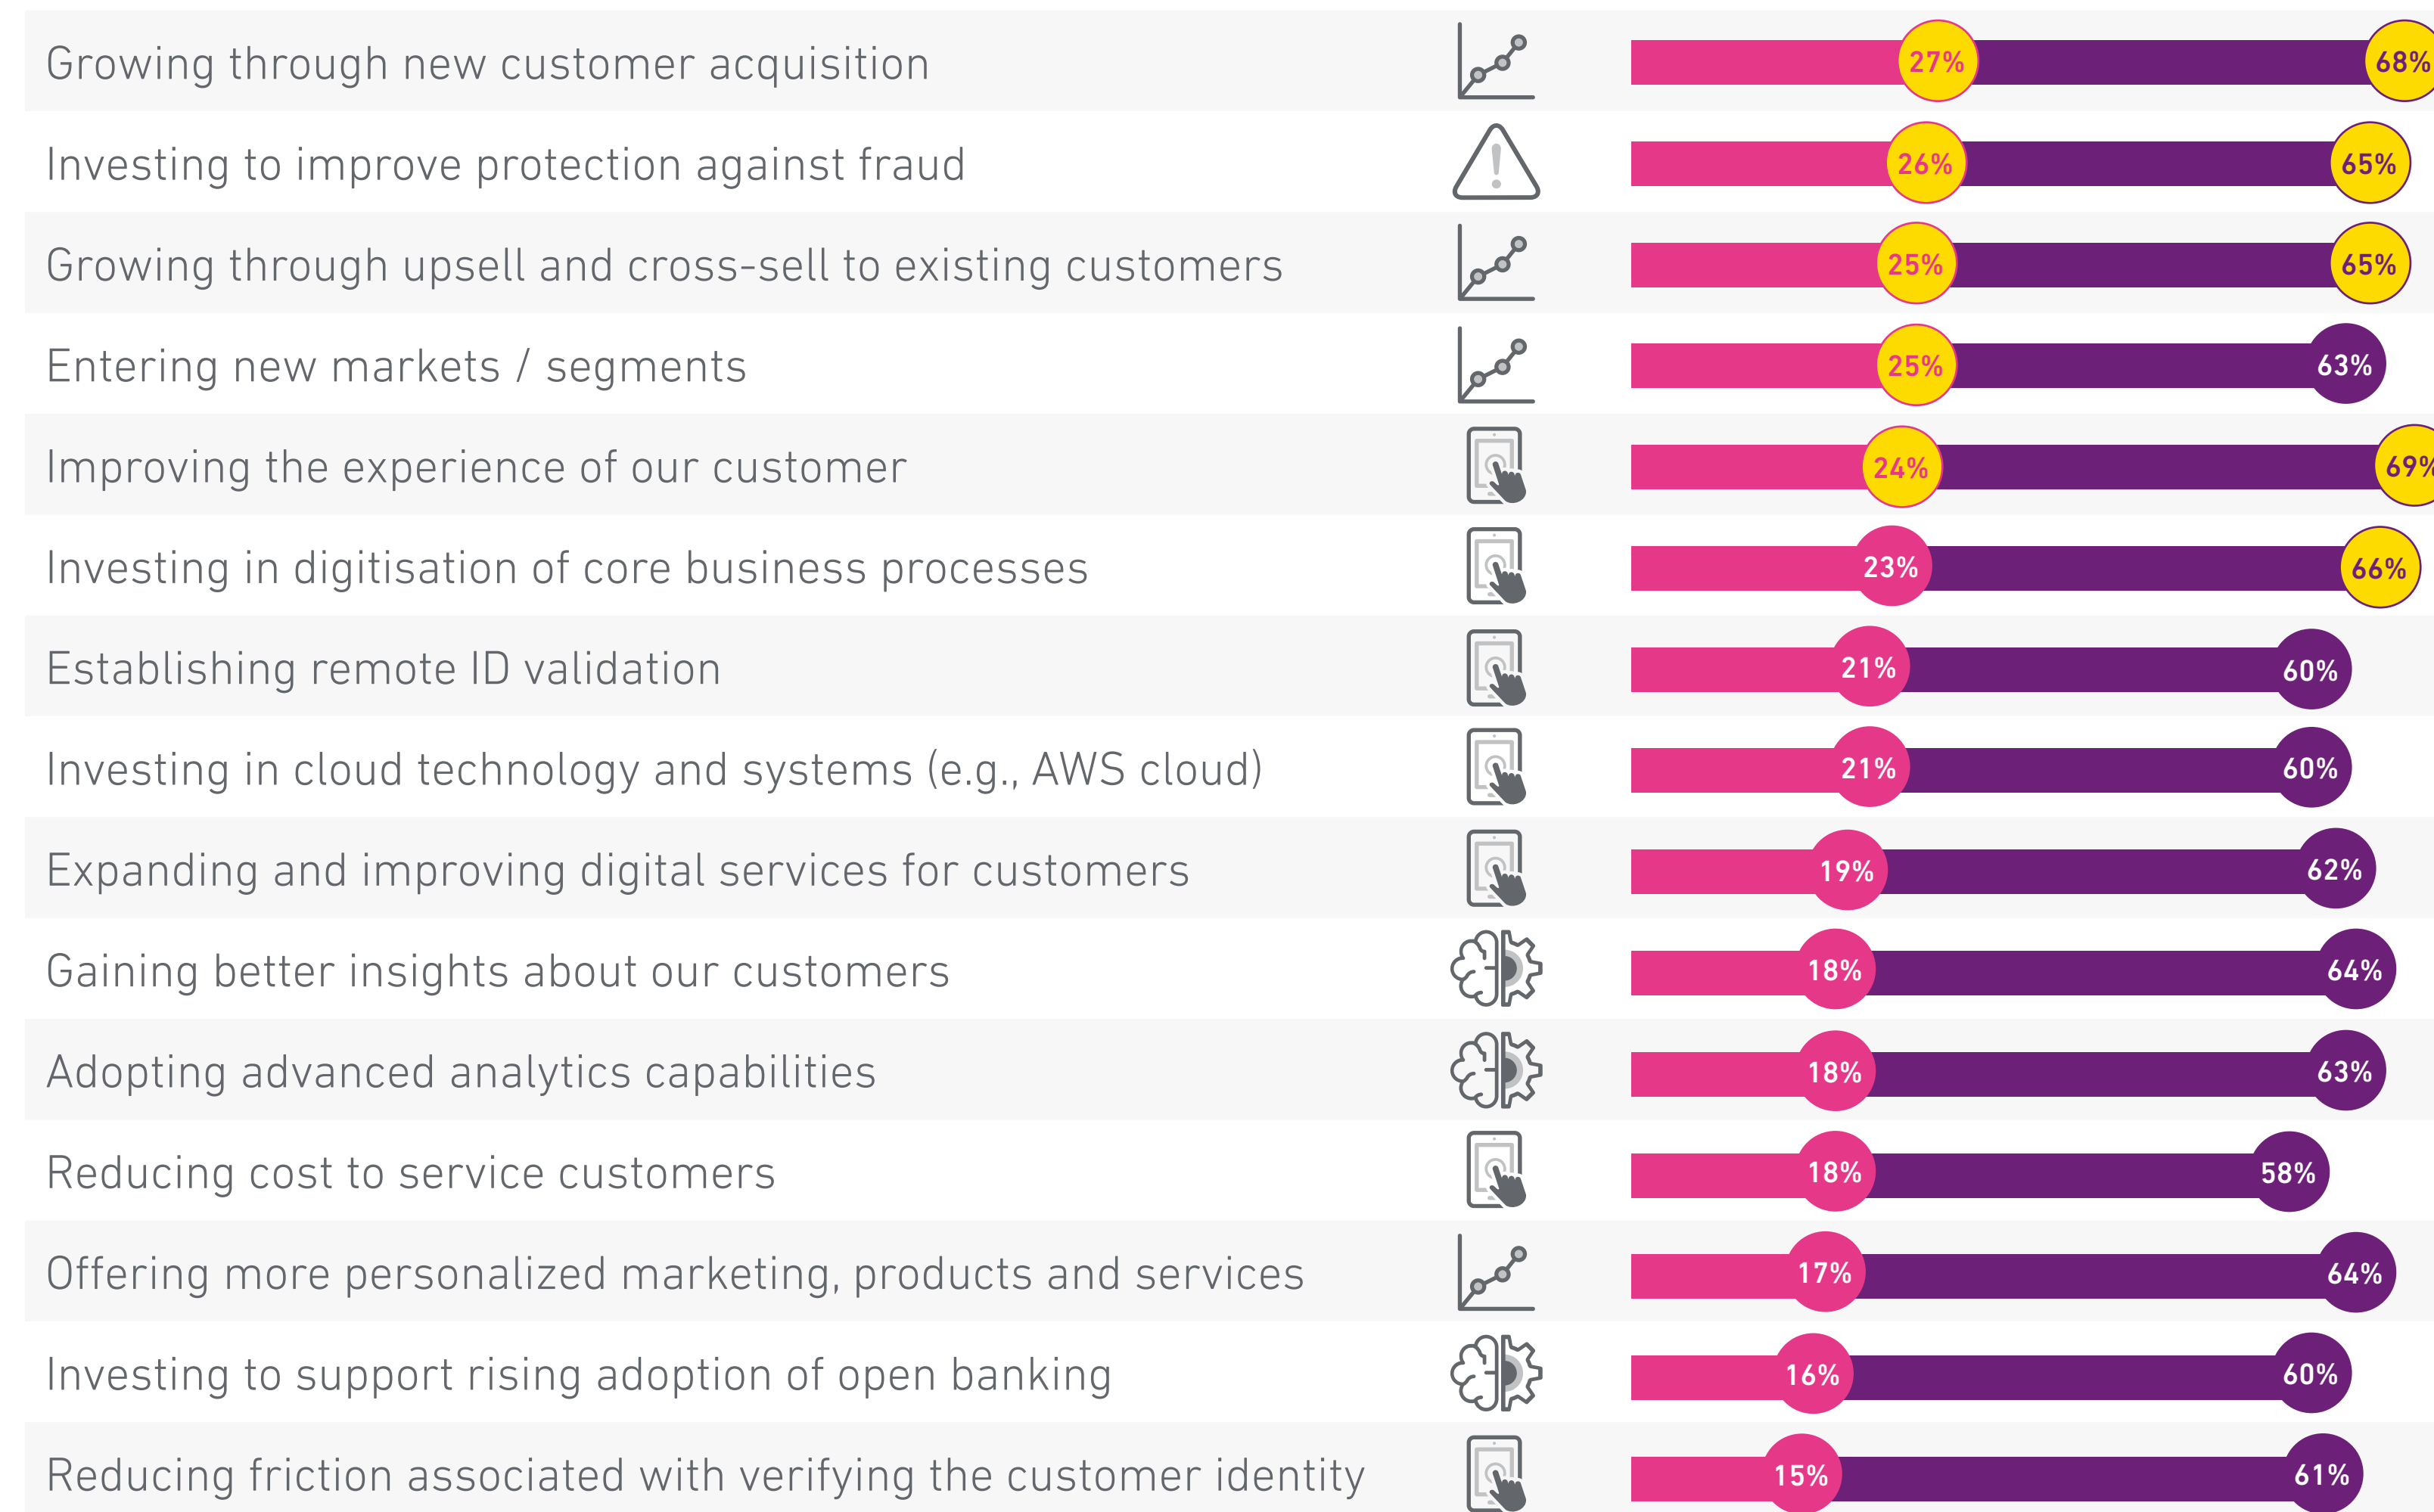 Growing through new customer acquisition 27% 68%
Investing to improve protection against fraud 26% 65%
Growing through upsell and cross-sell to existing customers 25% 65%
Entering new markets / segments 25% 63%
Improving the experience of our customer 24% 69%
Investing in digitisation of core business processes 23% 66%
Establishing remote ID validation 21% 60%
Investing in cloud technology and systems (e.g., AWS cloud) 21% 60%
Expanding and improving digital services for customers 19% 62%
Gaining better insights about our customers 18% 64%
Adopting advanced analytics capabilities 18% 63%
Reducing cost to service customers 18% 58%
Offering more personalized marketing, products and services 17% 64%
Investing to support rising adoption of open banking 16% 60%
Reducing friction associated with verifying the customer identity 15% 61%